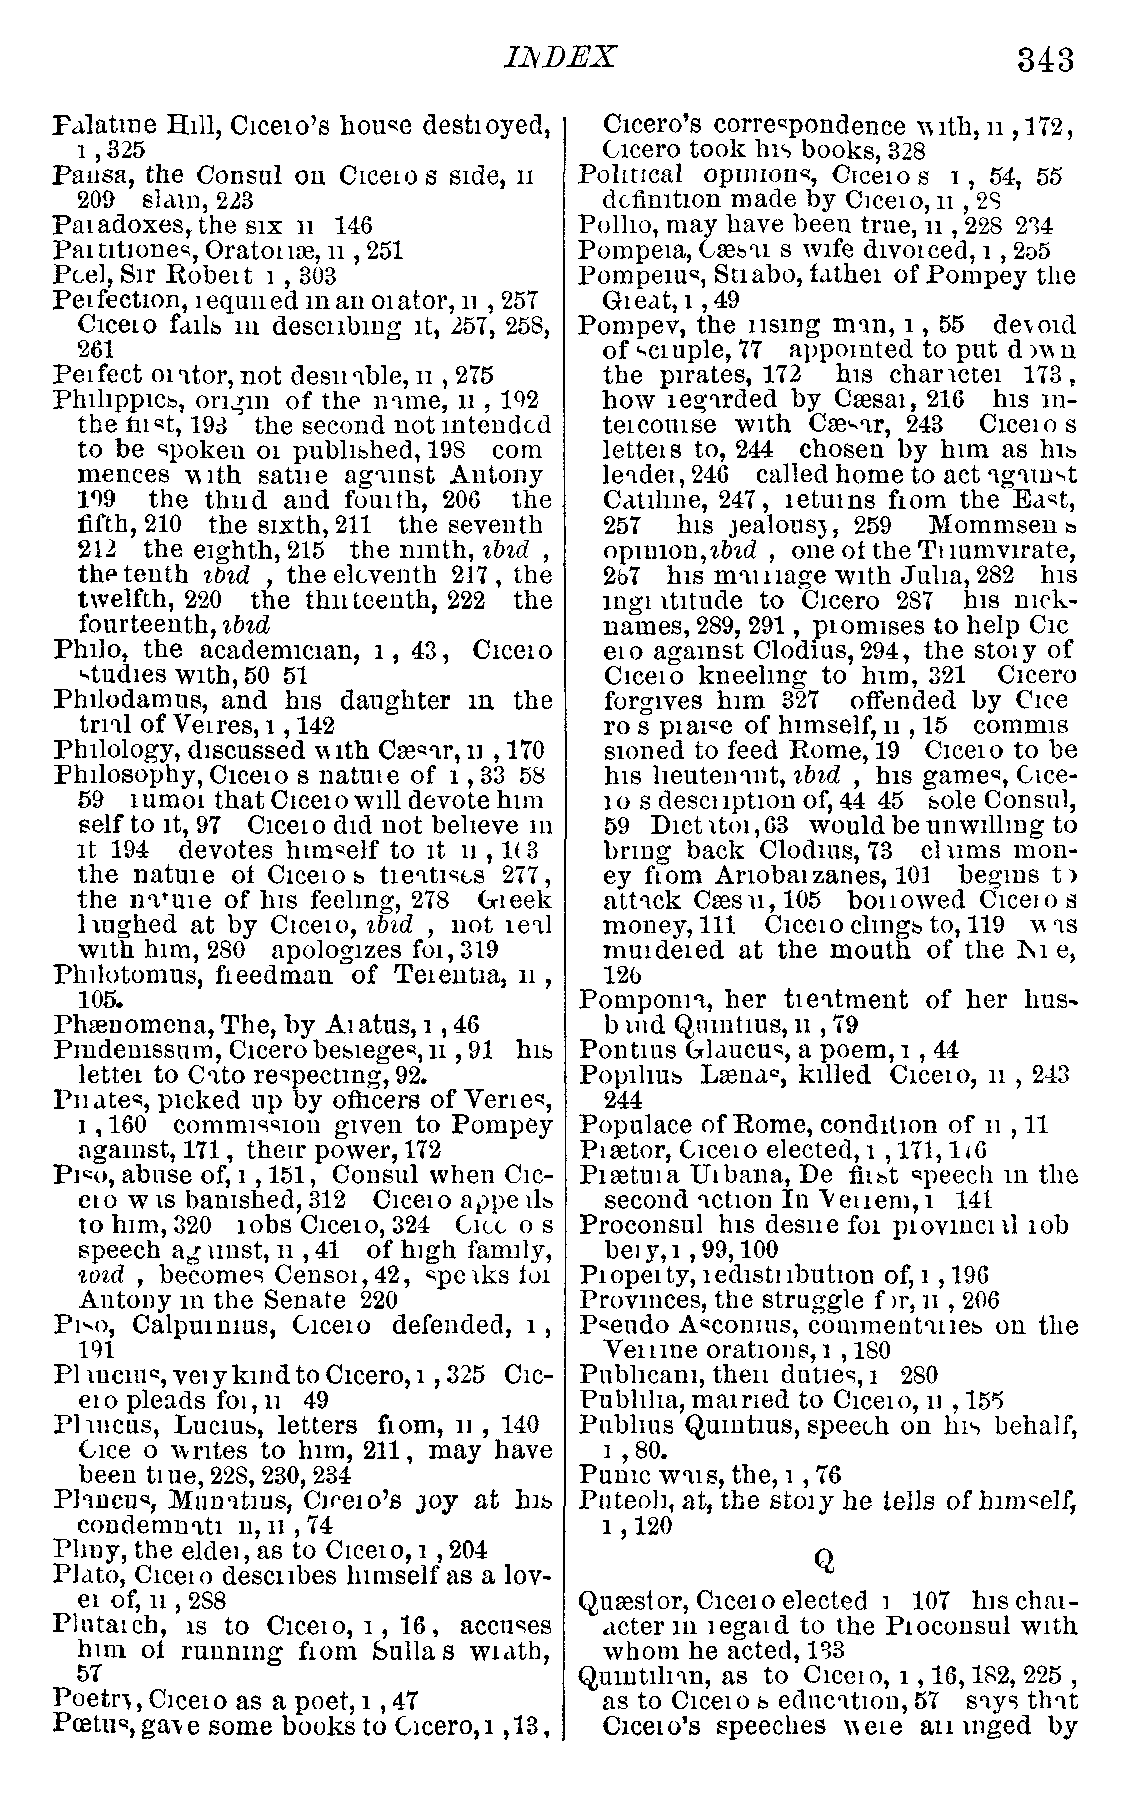 INDEX 343
Palatine Hill, Cicero's house destroyed,
i , 325
Pansa, the Consul on Cicero s side, ii
209 slain, 223
Paradoxes, the six ii 146
Partitiones, Oratoriæ, ii , 251
Peel, Sir Robert i , 303
Perfection, required in an orator, ii , 257
Cicero fails in describing it, 257, 258,
261
Perfect orator, not desirable, ii , 275
Philippics, origin of the name, ii , 192
the first, 193 the second not intended
to be spoken or published, 198 com
mences with satire against Antony
199 the third and fourth, 206 the
fifth, 210 the sixth, 211 the seventh
212 the eighth, 215 the ninth, ibid ,
the tenth ibid , the eleventh 217, the
twelfth, 220 the thirteenth, 222 the
fourteenth, ibid
Philo, the academician, i , 43, Cicero
studies with, 50 51
Philodamus, and his daughter in the
trial of Verres, i , 142
Philology, discussed with Cæsar, ii , 170
Philosophy, Cicero s nature of i , 33 58
59 rumor that Cicero will devote him
self to it, 97 Cicero did not believe in
it 194 devotes himself to it ii , 163
the nature of Cicero s treatises 277,
the nature of his feeling, 278 Greek
laughed at by Cicero, ibid , not real
with him, 280 apologizes for, 319
Philotomus, freedman of Terentia, ii ,
105.
Phænomena, The, by Aratus, i , 46
Pindenissum, Cicero besieges, ii , 91 his
letter to Cato respecting, 92.
Pirates, picked up by officers of Verres,
i , 160 commission given to Pompey
against, 171, their power, 172
Piso, abuse of, i , 151, Consul when Cic-
ero was banished, 312 Cicero appeals
to him, 320 robs Cicero, 324 Cicero s
speech against, ii , 41 of high family,
ibid , becomes Censor, 42, speaks for
Antony in the Senate 220
Piso, Calpurnius, Cicero defended, i ,
191
Plancius, very kind to Cicero, i , 325 Cic-
ero pleads for, ii 49
Plancus, Lucius, letters from, ii , 140
Cicero writes to him, 211, may have
been true, 228, 230, 234
Plancus, Munatius, Cicero's joy at his
condemnation, ii , 74
Pliny, the elder, as to Cicero, i , 204
Plato, Cicero describes himself as a lov-
er of, ii , 288
Plutarch, as to Cicero, i , 16, accuses
him of running from Sulla s wrath,
57
Poetry, Cicero as a poet, i , 47
Pœtus, gave some books to Cicero, i , 13,
Cicero's correspondence with, ii , 172,
Cicero took his books, 328
Political opinions, Cicero s i , 54, 55
definition made by Cicero, ii , 28
Pollio, may have been true, ii , 228 234
Pompeia, Cæsar s wife divorced, i , 255
Pompeius, Strabo, father of Pompey the
Great, i , 49
Pompey, the rising man, i , 55 devoid
of scruple, 77 appointed to put down
the pirates, 172 his character 173,
how regarded by Cæsar, 216 his in-
tercourse with Cæsar, 243 Cicero s
letters to, 244 chosen by him as his
leader, 246 called home to act against
Catiline, 247, returns from the East,
257 his jealousy, 259 Mommsen s
opinion, ibid , one of the Triumvirate,
267 his marriage with Julia, 282 his
ingratitude to Cicero 287 his nick-
names, 289, 291, promises to help Cic
ero against Clodius, 294, the story of
Cicero kneeling to him, 321 Cicero
forgives him 327 offended by Cice
ro s praise of himself, ii , 15 commis
sioned to feed Rome, 19 Cicero to be
his lieutenant, ibid , his games, Cice-
ro s description of, 44 45 sole Consul,
59 Dictator, 63 would be unwilling to
bring back Clodius, 73 claims mon-
ey from Ariobarzanes, 101 begins to
attack Cæsar, 105 borrowed Cicero s
money, 111 Cicero clings to, 119 was
murdered at the mouth of the Nile,
126
Pomponia, her treatment of her hus-
band Quintius, ii , 79
Pontius Glaucus, a poem, i , 44
Popilius Lænas, killed Cicero, ii , 243
244
Populace of Rome, condition of ii , 11
Prætor, Cicero elected, i , 171, 176
Prætura Urbana, De first speech in the
second action In Verrem, i 141
Proconsul his desire for provincial rob
bery, i , 99, 100
Property, redistribution of, i , 196
Provinces, the struggle for, ii , 206
Pseudo Asconius, commentaries on the
Verrine orations, i , 180
Publicani, their duties, i 280
Publilia, married to Cicero, ii , 155
Publius Quintius, speech on his behalf,
i , 80.
Punic wars, the, i , 76
Puteoli, at, the story he tells of himself,
i , 120
Q
Quæstor, Cicero elected i 107 his char-
acter in regard to the Proconsul with
whom he acted, 133
Quintilian, as to Cicero, i , 16, 182, 225 ,
as to Cicero s education, 57 says that
Cicero's speeches were arranged by